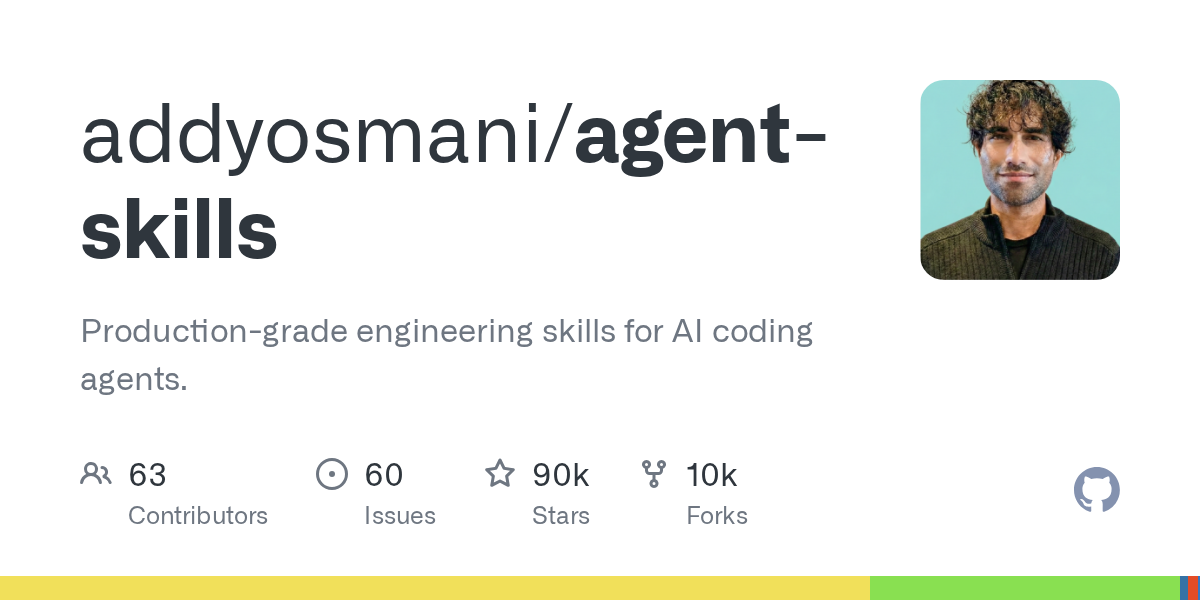 addyosmani/agent-
skills
Production-grade engineering skills for AI coding
agents.
63
Contributors
60
Issues
90k
Stars
10k
Forks